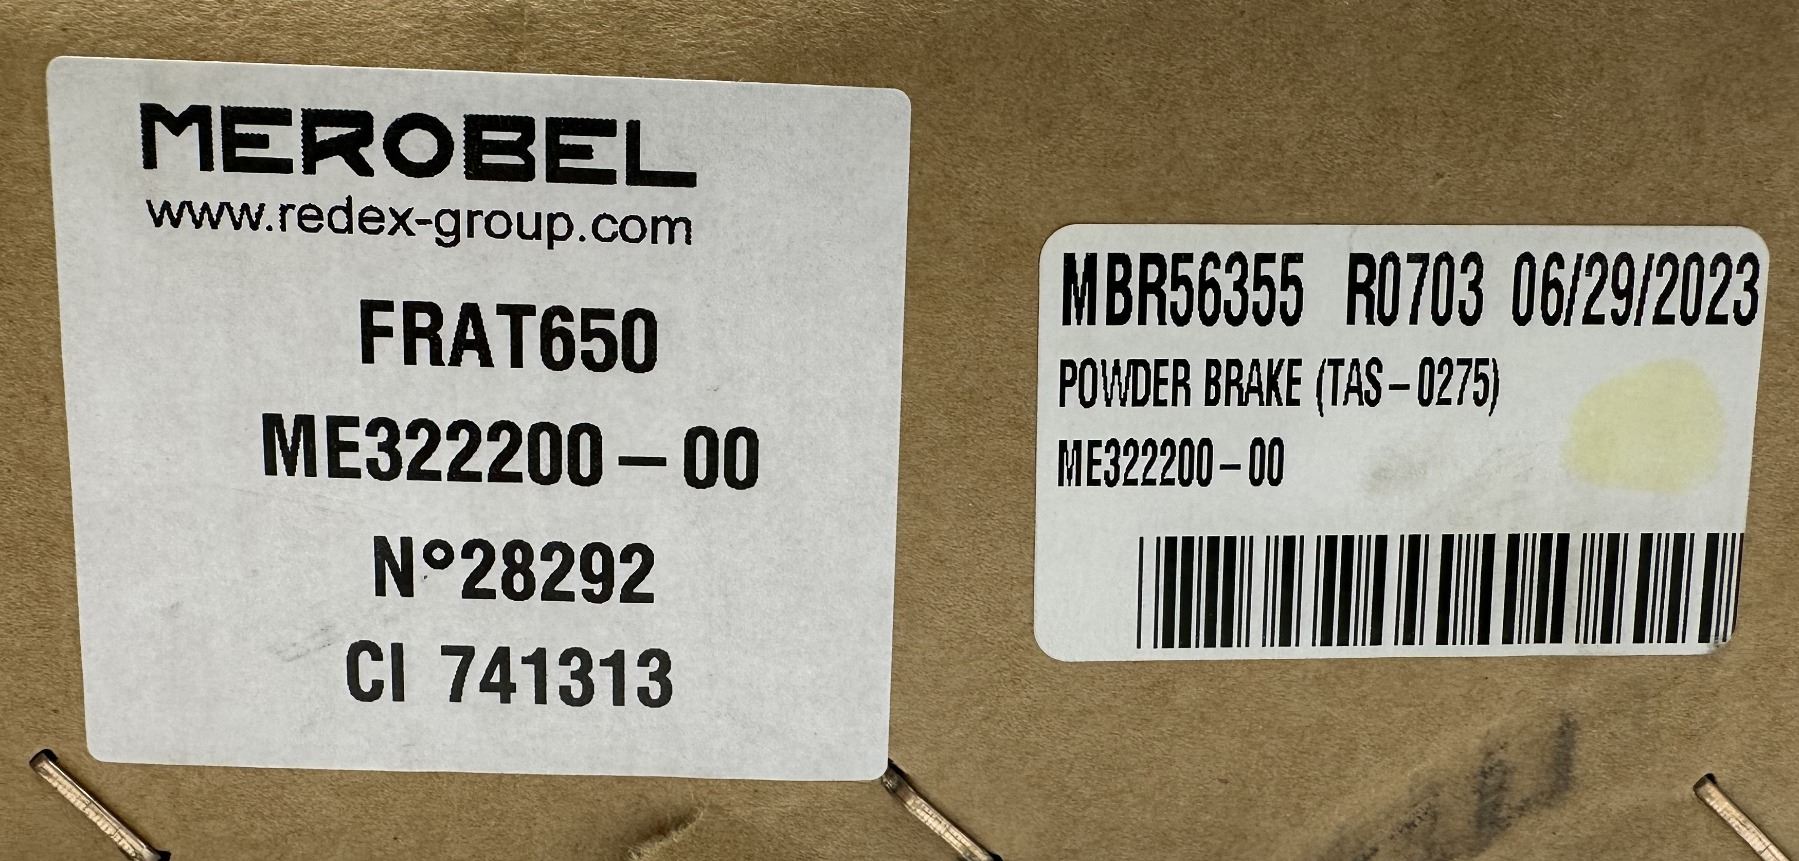 MEROBEL
www.redex-group.com
FRAT650
ME322200-00
N°28292
CI 741313
MBR56355 R0703 06/29/2023
POWDER BRAKE (TAS-0275)
ME322200-00